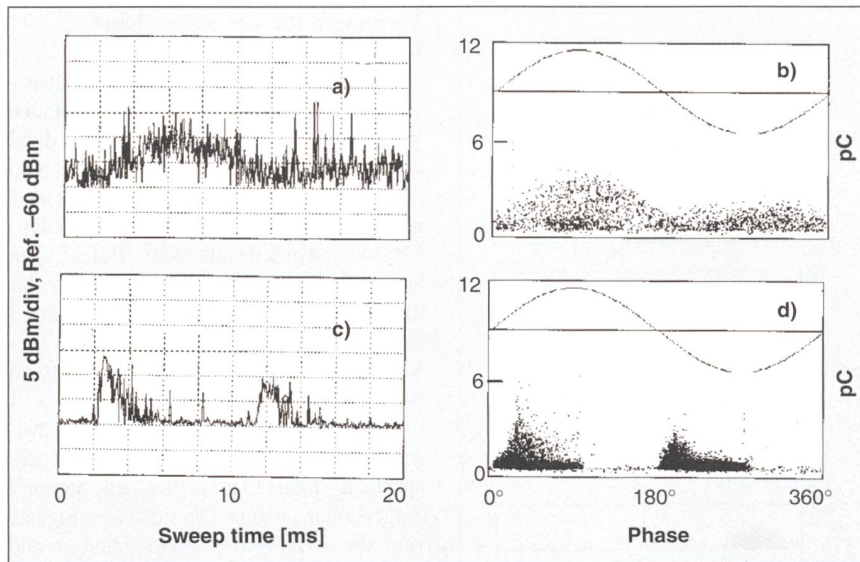 12
a)
b)
6
pC
0
5 dBm/div, Ref. –60 dBm
12
c)
d)
6
pC
0
0
10
20
0°
180°
360°
Sweep time [ms]
Phase